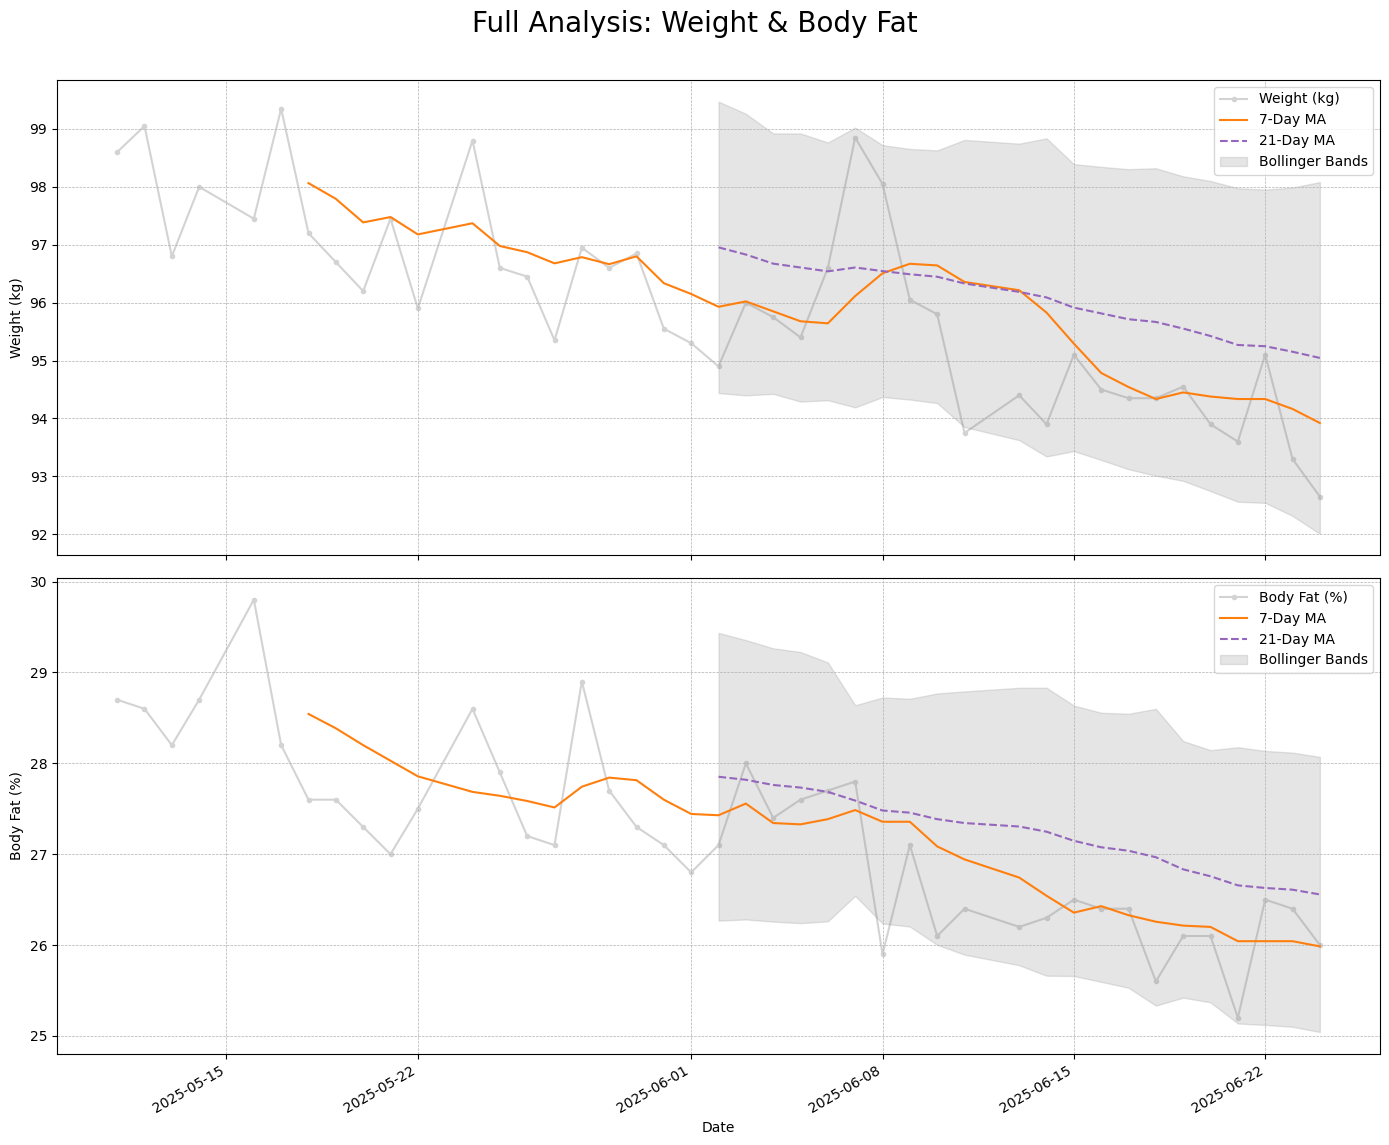 Full Analysis: Weight & Body Fat
Weight (kg)
99
98
97
96
95
94
93
92
Weight (kg)
7-Day MA
21-Day MA
Bollinger Bands
Body Fat (%)
30
29
28
27
26
25
Body Fat (%)
7-Day MA
21-Day MA
Bollinger Bands
2025-05-15
2025-05-22
2025-06-01
2025-06-08
2025-06-15
2025-06-22
Date